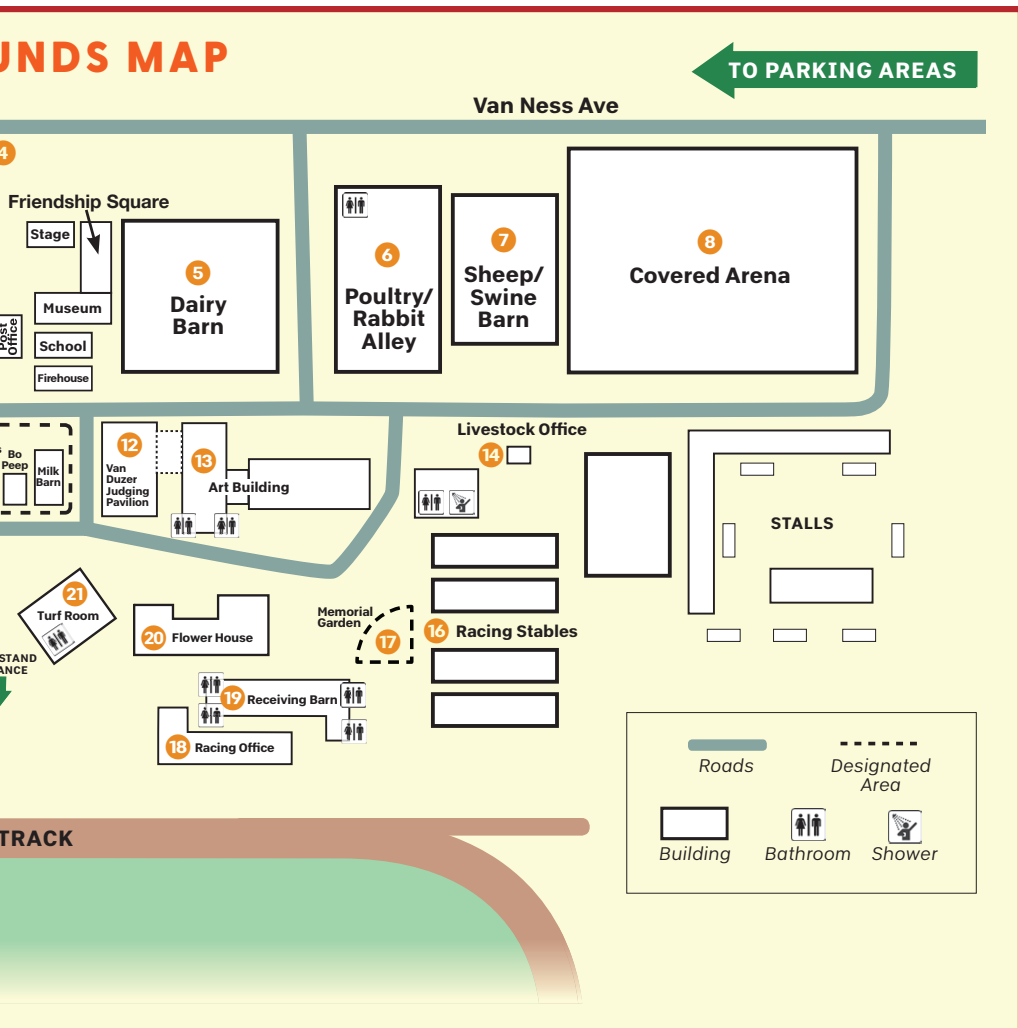 UNDS MAP
TO PARKING AREAS
Van Ness Ave
4
Friendship Square
Stage
Museum
Post
Office
School
Firehouse
5
Dairy
Barn
6
Poultry/
Rabbit
Alley
7
Sheep/
Swine
Barn
8
Covered Arena
Bo
Peep
Milk
Barn
12
Van
Duzer
Judging
Pavilion
13
Art Building
Livestock Office
14
STALLS
21
Turf Room
STAND
ANCE
20 Flower House
Memorial
Garden
17
16 Racing Stables
19 Receiving Barn
18 Racing Office
TRACK
Roads
Designated
Area
Building
Bathroom
Shower